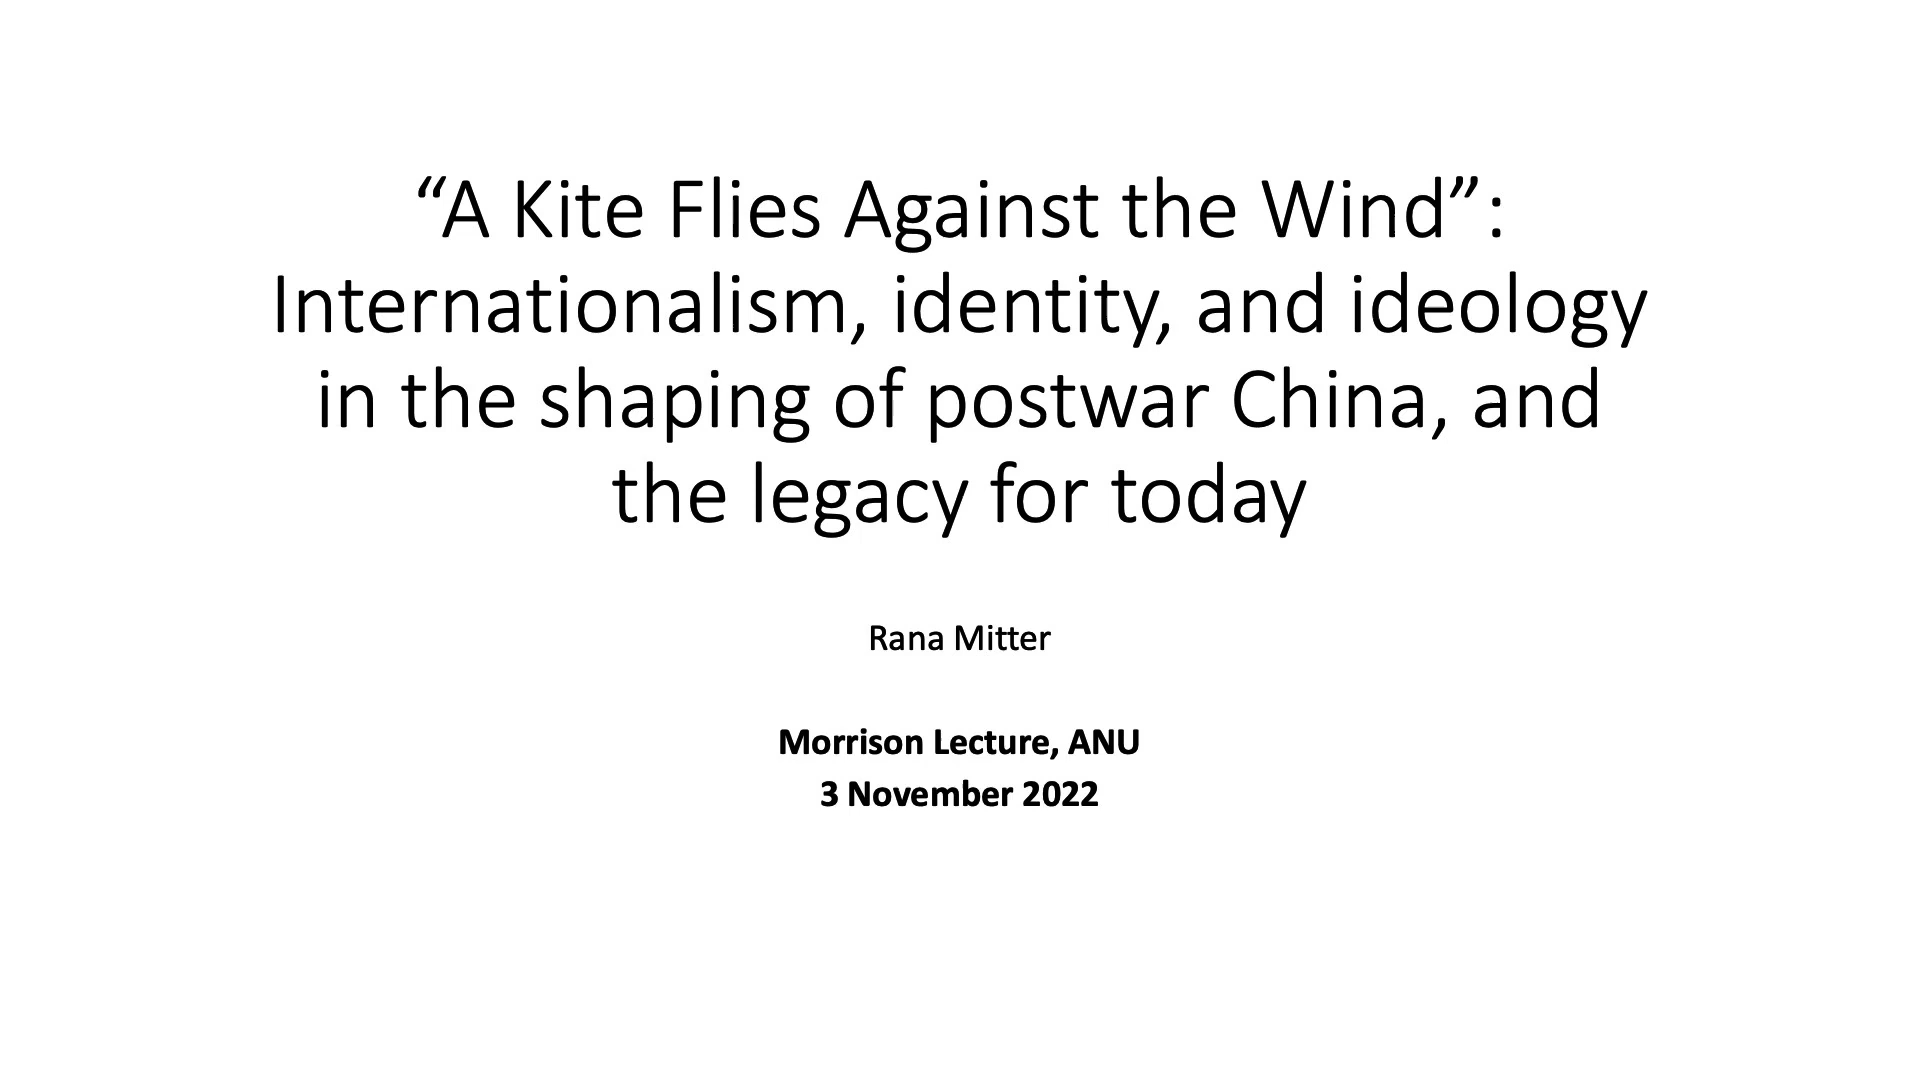 “A Kite Flies Against the Wind”:
Internationalism, identity, and ideology
in the shaping of postwar China, and
the legacy for today
Rana Mitter
Morrison Lecture, ANU
3 November 2022